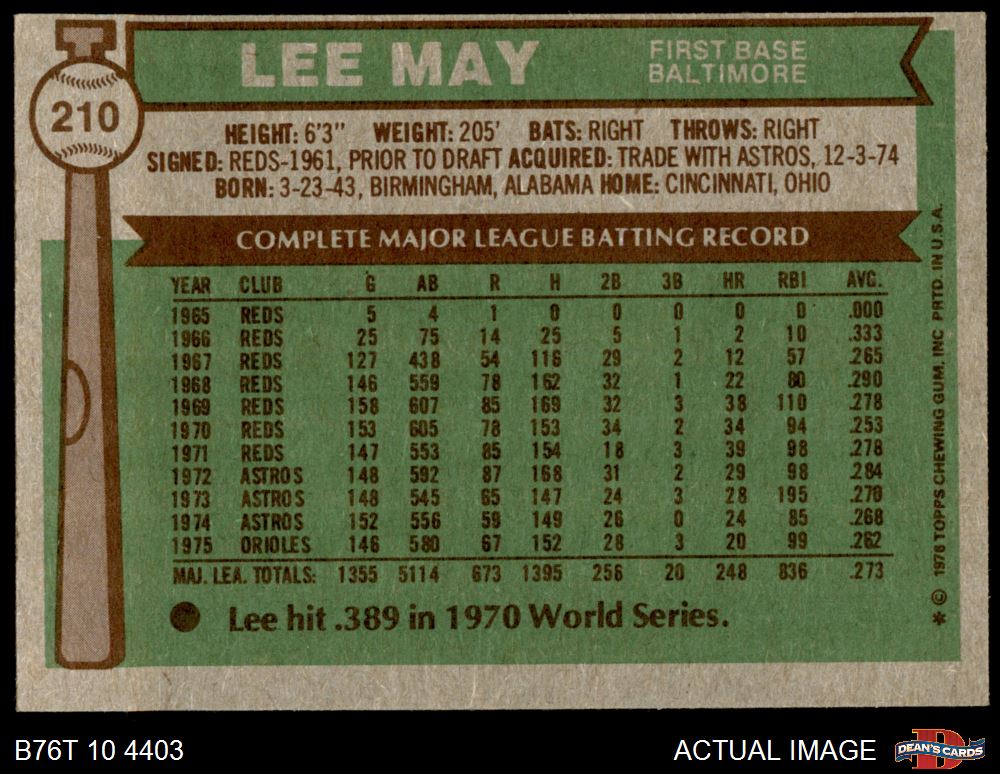 210
LEE MAY
FIRST BASE
BALTIMORE
HEIGHT: 6'3" WEIGHT: 205' BATS: RIGHT THROWS: RIGHT
SIGNED: REDS-1961, PRIOR TO DRAFT ACQUIRED: TRADE WITH ASTROS, 12-3-74
BORN: 3-23-43, BIRMINGHAM, ALABAMA HOME: CINCINNATI, OHIO
COMPLETE MAJOR LEAGUE BATTING RECORD
YEAR CLUB G AB R H 2B 3B HR RBI AVG.
1965 REDS 5 4 1 0 0 0 0 0 .000
1966 REDS 25 75 14 25 5 1 2 10 .333
1967 REDS 127 438 54 116 29 2 12 57 .265
1968 REDS 146 559 78 162 32 1 22 80 .290
1969 REDS 158 607 85 169 32 3 38 110 .278
1970 REDS 153 605 78 153 34 2 34 94 .253
1971 REDS 147 553 85 154 18 3 39 98 .278
1972 ASTROS 148 592 87 168 31 2 29 98 .284
1973 ASTROS 148 545 65 147 24 3 28 195 .270
1974 ASTROS 152 556 59 149 26 0 24 85 .268
1975 ORIOLES 146 580 67 152 28 3 20 99 .262
MAJ. LEA. TOTALS: 1355 5114 673 1395 256 20 248 836 .273
Lee hit .389 in 1970 World Series.
* © 1976 TOPPS CHEWING GUM, INC PRTD. IN U.S.A.
B76T 10 4403
ACTUAL IMAGE
D
DEAN'S CARDS